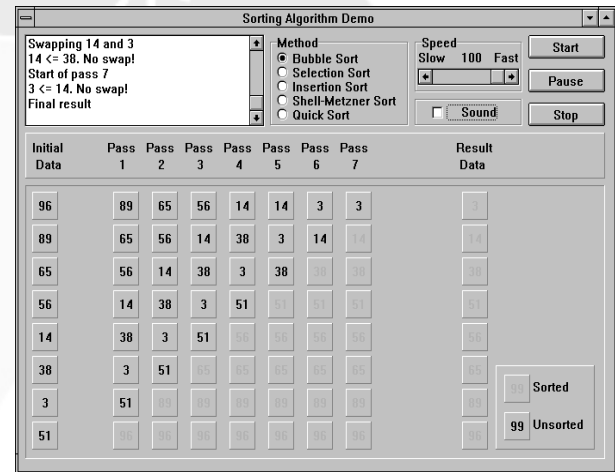 Sorting Algorithm Demo
Swapping 14 and 3
14 <= 38. No swap!
Start of pass 7
3 <= 14. No swap!
Final result
Method
Bubble Sort
Selection Sort
Insertion Sort
Shell-Metzner Sort
Quick Sort
Speed
Slow 100 Fast
Sound
Start
Pause
Stop
Initial Data Pass 1 Pass 2 Pass 3 Pass 4 Pass 5 Pass 6 Pass 7 Result Data
96 89 65 56 14 14 3 3 3
89 65 56 14 38 3 14 14 14
65 56 14 38 3 38 38 38 38
56 14 38 3 51 51 51 51 51
14 38 3 51 56 56 56 56 56
38 3 51 65 65 65 65 65 65
3 51 89 89 89 89 89 89 89
51 96 96 96 96 96 96 96 96
99 Sorted
99 Unsorted